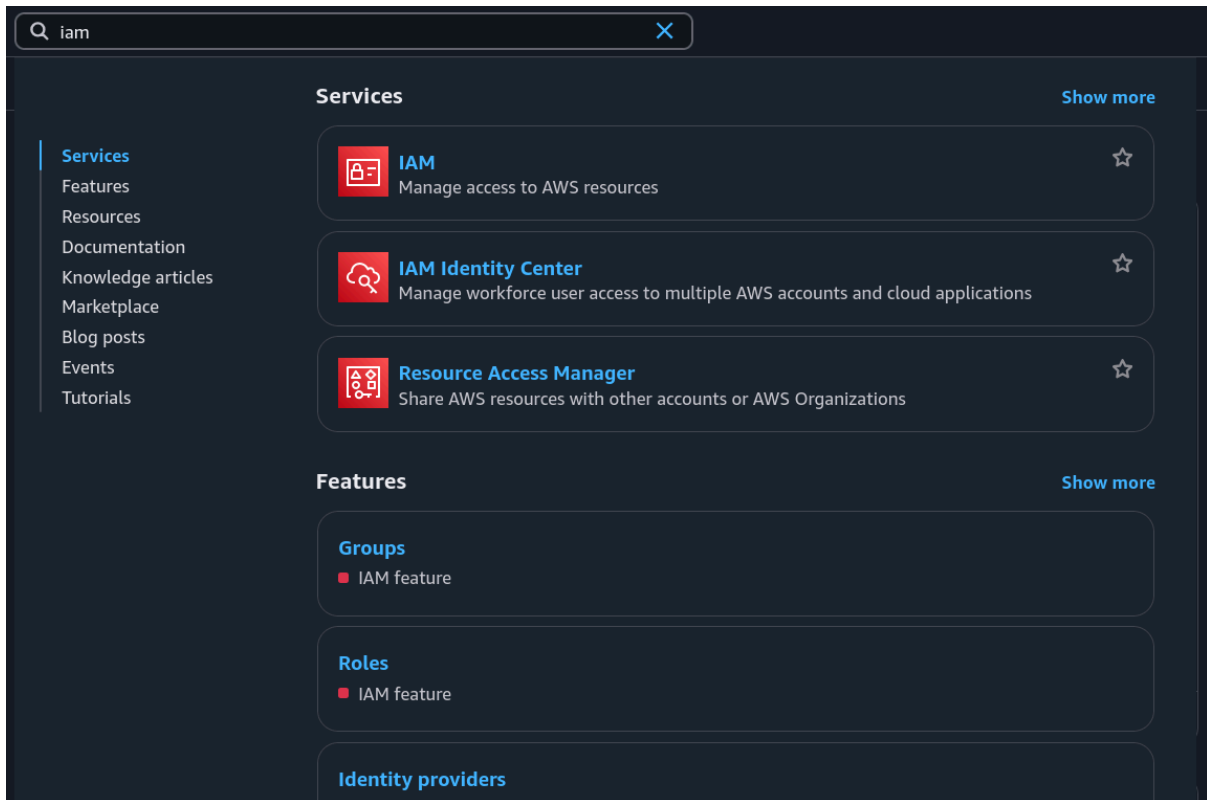 iam
Services
Features
Resources
Documentation
Knowledge articles
Marketplace
Blog posts
Events
Tutorials
Services
Show more
IAM
Manage access to AWS resources
IAM Identity Center
Manage workforce user access to multiple AWS accounts and cloud applications
Resource Access Manager
Share AWS resources with other accounts or AWS Organizations
Features
Show more
Groups
IAM feature
Roles
IAM feature
Identity providers